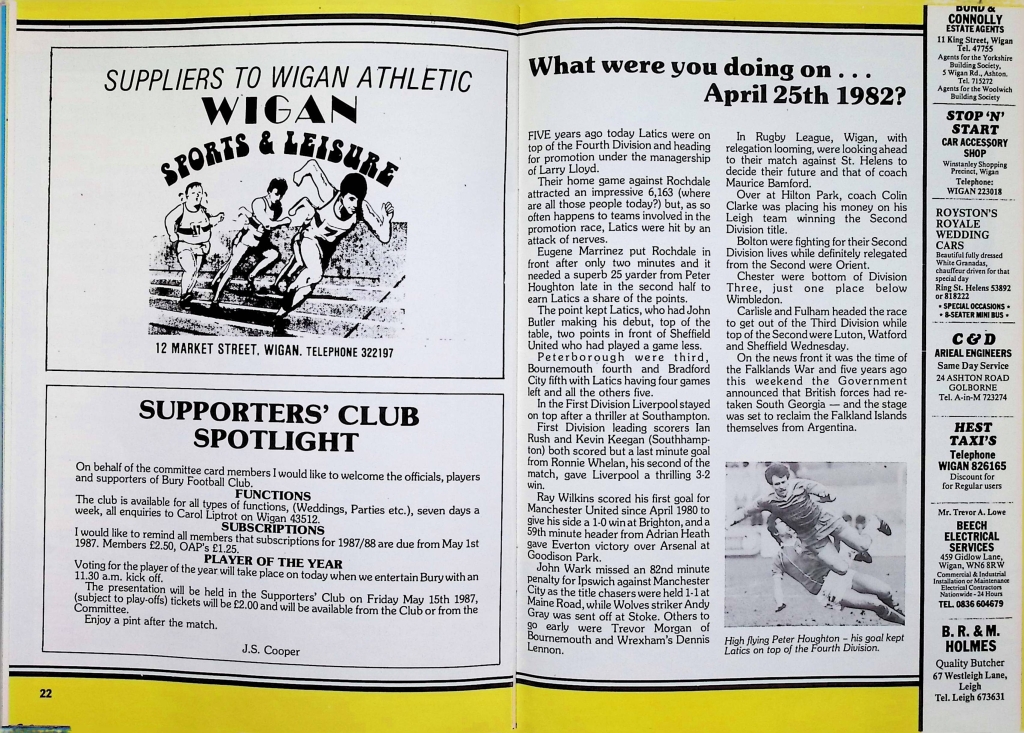 SUPPLIERS TO WIGAN ATHLETIC
WIGAN
SPORTS & LEISURE
12 MARKET STREET, WIGAN. TELEPHONE 322197
SUPPORTERS' CLUB
SPOTLIGHT
On behalf of the committee card members I would like to welcome the officials, players
and supporters of Bury Football Club.
FUNCTIONS
The club is available for all types of functions, (Weddings, Parties etc.), seven days a
week, all enquiries to Carol Liptrot on Wigan 43512.
SUBSCRIPTIONS
I would like to remind all members that subscriptions for 1987/88 are due from May 1st
1987. Members £2.50, OAP's £1.25.
PLAYER OF THE YEAR
Voting for the player of the year will take place on today when we entertain Bury with an
11.30 a.m. kick off.
The presentation will be held in the Supporters' Club on Friday May 15th 1987,
(subject to play-offs) tickets will be £2.00 and will be available from the Club or from the
Committee.
Enjoy a pint after the match.
J.S. Cooper
22
What were you doing on . . .
April 25th 1982?
FIVE years ago today Latics were on
top of the Fourth Division and heading
for promotion under the managership
of Larry Lloyd.
Their home game against Rochdale
attracted an impressive 6,163 (where
are all those people today?) but, as so
often happens to teams involved in the
promotion race, Latics were hit by an
attack of nerves.
Eugene Marrinez put Rochdale in
front after only two minutes and it
needed a superb 25 yarder from Peter
Houghton late in the second half to
earn Latics a share of the points.
The point kept Latics, who had John
Butler making his debut, top of the
table, two points in front of Sheffield
United who had played a game less.
Peterborough were third,
Bournemouth fourth and Bradford
City fifth with Latics having four games
left and all the others five.
In the First Division Liverpool stayed
on top after a thriller at Southampton.
First Division leading scorers Ian
Rush and Kevin Keegan (Southhamp-
ton) both scored but a last minute goal
from Ronnie Whelan, his second of the
match, gave Liverpool a thrilling 3-2
win.
Ray Wilkins scored his first goal for
Manchester United since April 1980 to
give his side a 1-0 win at Brighton, and a
59th minute header from Adrian Heath
gave Everton victory over Arsenal at
Goodison Park.
John Wark missed an 82nd minute
penalty for Ipswich against Manchester
City as the title chasers were held 1-1 at
Maine Road, while Wolves striker Andy
Gray was sent off at Stoke. Others to
go early were Trevor Morgan of
Bournemouth and Wrexham's Dennis
Lennon.
In Rugby League, Wigan, with
relegation looming, were looking ahead
to their match against St. Helens to
decide their future and that of coach
Maurice Bamford.
Over at Hilton Park, coach Colin
Clarke was placing his money on his
Leigh team winning the Second
Division title.
Bolton were fighting for their Second
Division lives while definitely relegated
from the Second were Orient.
Chester were bottom of Division
Three, just one place below
Wimbledon.
Carlisle and Fulham headed the race
to get out of the Third Division while
top of the Second were Luton, Watford
and Sheffield Wednesday.
On the news front it was the time of
the Falklands War and five years ago
this weekend the Government
announced that British forces had re-
taken South Georgia — and the stage
was set to reclaim the Falkland Islands
themselves from Argentina.
High flying Peter Houghton – his goal kept
Latics on top of the Fourth Division.
BOND &
CONNOLLY
ESTATE AGENTS
11 King Street, Wigan
Tel. 47755
Agents for the Yorkshire
Building Society,
5 Wigan Rd., Ashton.
Tel. 715272
Agents for the Woolwich
Building Society
STOP 'N'
START
CAR ACCESSORY
SHOP
Winstanley Shopping
Precinct, Wigan
Telephone:
WIGAN 223018
ROYSTON'S
ROYALE
WEDDING
CARS
Beautiful fully dressed
White Granadas,
chauffeur driven for that
special day
Ring St. Helens 53892
or 818222
• SPECIAL OCCASIONS •
• 8-SEATER MINI BUS •
C & D
ARIEAL ENGINEERS
Same Day Service
24 ASHTON ROAD
GOLBORNE
Tel. A-in-M 723274
HEST
TAXI'S
Telephone
WIGAN 826165
Discount for
for Regular users
Mr. Trevor A. Lowe
BEECH
ELECTRICAL
SERVICES
459 Gidlow Lane,
Wigan, WN6 8RW
Commercial & Industrial
Installation or Maintenance
Electrical Contractors
Nationwide - 24 Hours
TEL. 0836 604679
B. R. & M.
HOLMES
Quality Butcher
67 Westleigh Lane,
Leigh
Tel. Leigh 673631